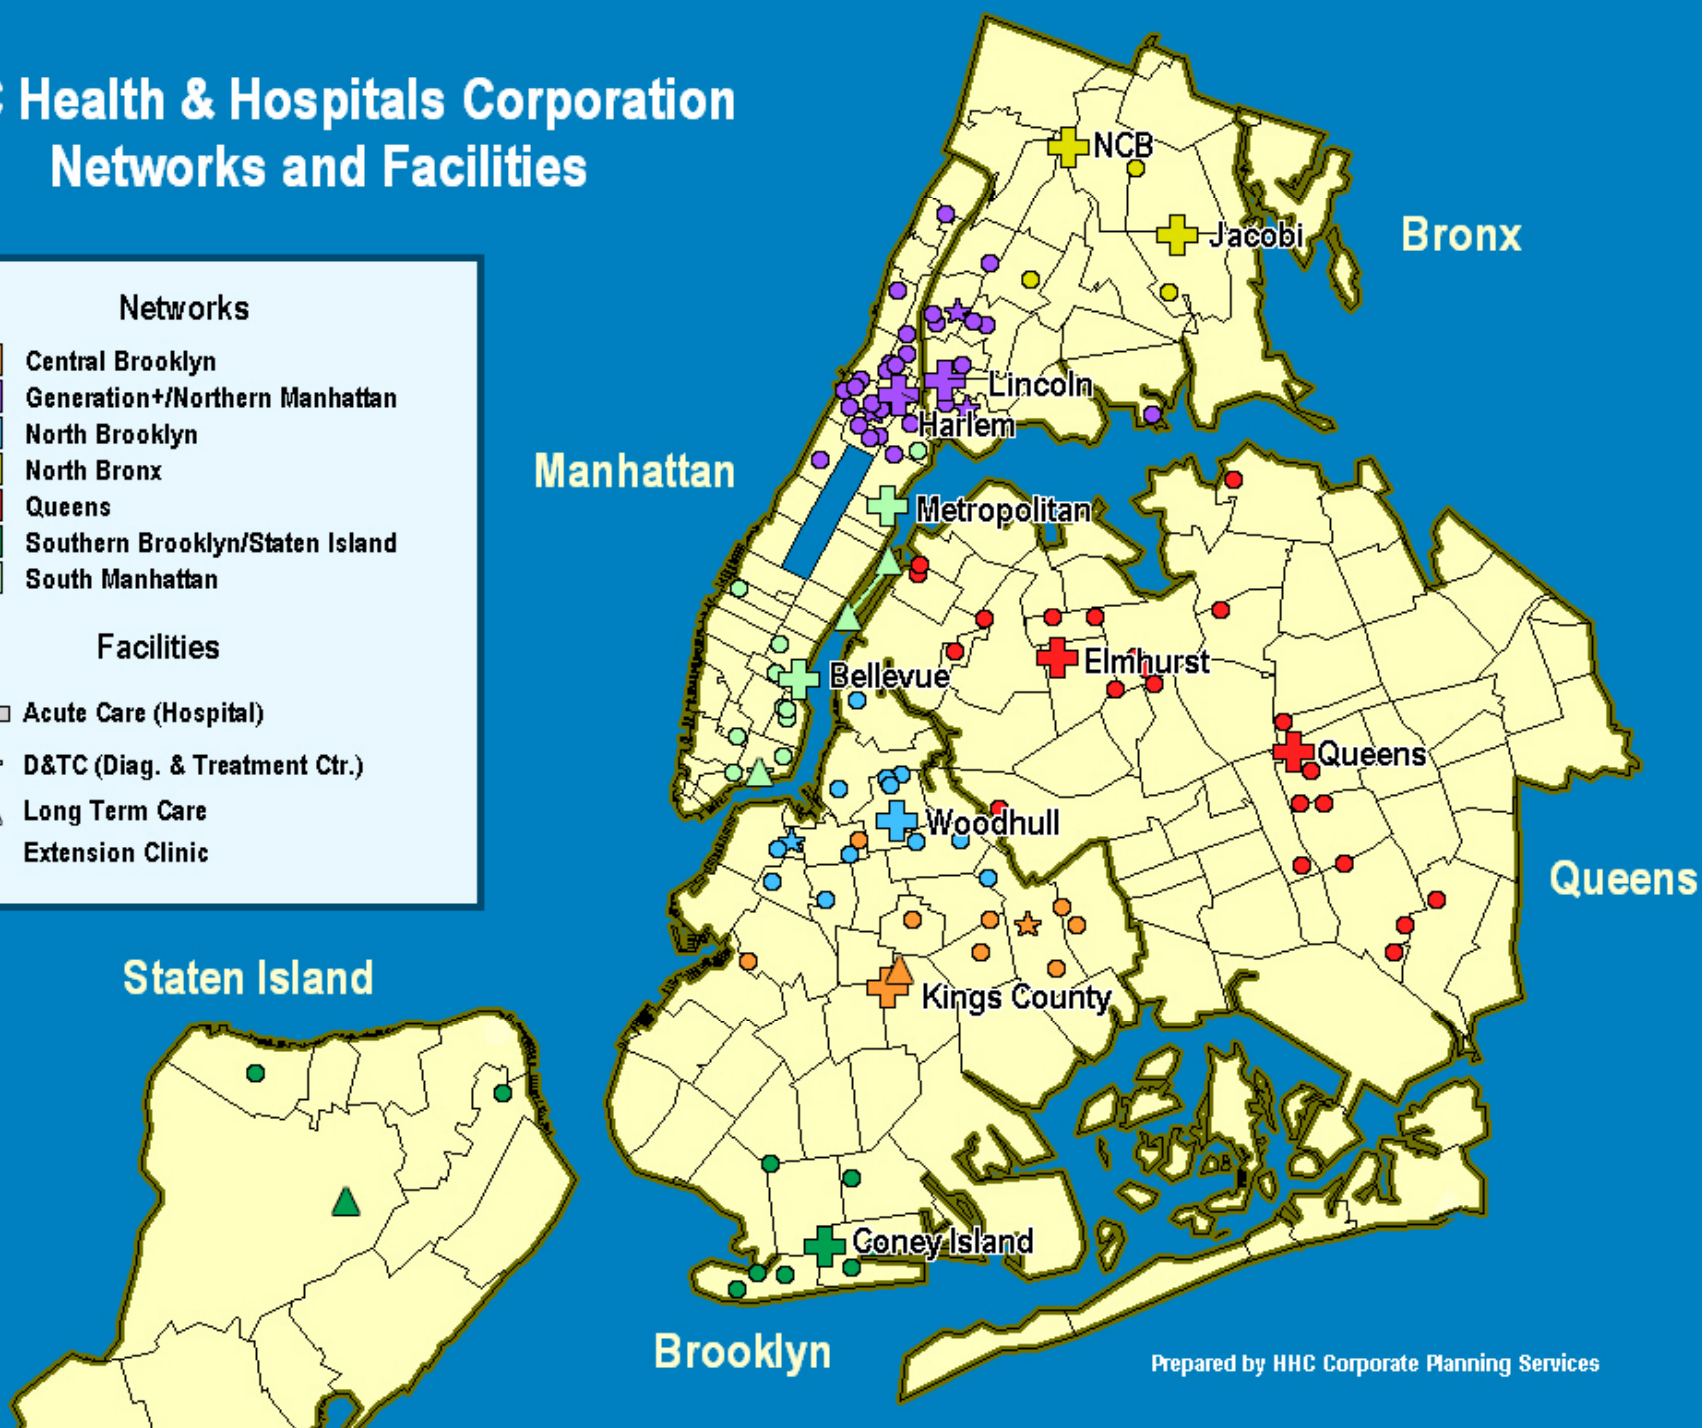 Health & Hospitals Corporation
Networks and Facilities
Networks
Central Brooklyn
Generation+/Northern Manhattan
North Brooklyn
North Bronx
Queens
Southern Brooklyn/Staten Island
South Manhattan
Facilities
Acute Care (Hospital)
D&TC (Diag. & Treatment Ctr.)
Long Term Care
Extension Clinic
NCB
Jacobi
Bronx
Lincoln
Harlem
Manhattan
Metropolitan
Elmhurst
Bellevue
Queens
Woodhull
Queens
Staten Island
Kings County
Coney Island
Brooklyn
Prepared by HHC Corporate Planning Services